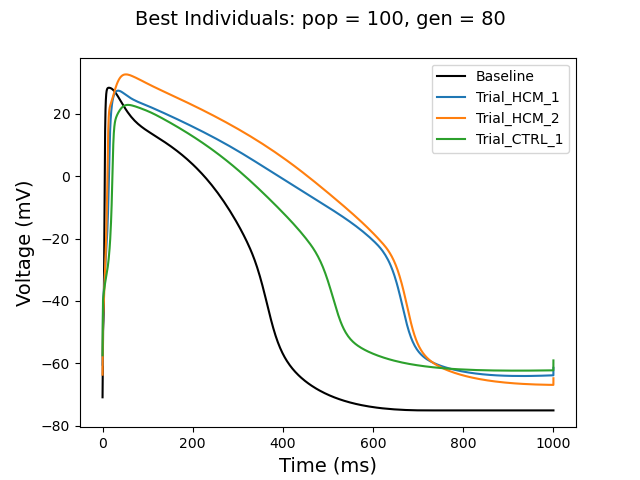 Best Individuals: pop = 100, gen = 80
Baseline
Trial_HCM_1
Trial_HCM_2
Trial_CTRL_1
Voltage (mV)
20
0
−20
−40
−60
−80
0 200 400 600 800 1000
Time (ms)